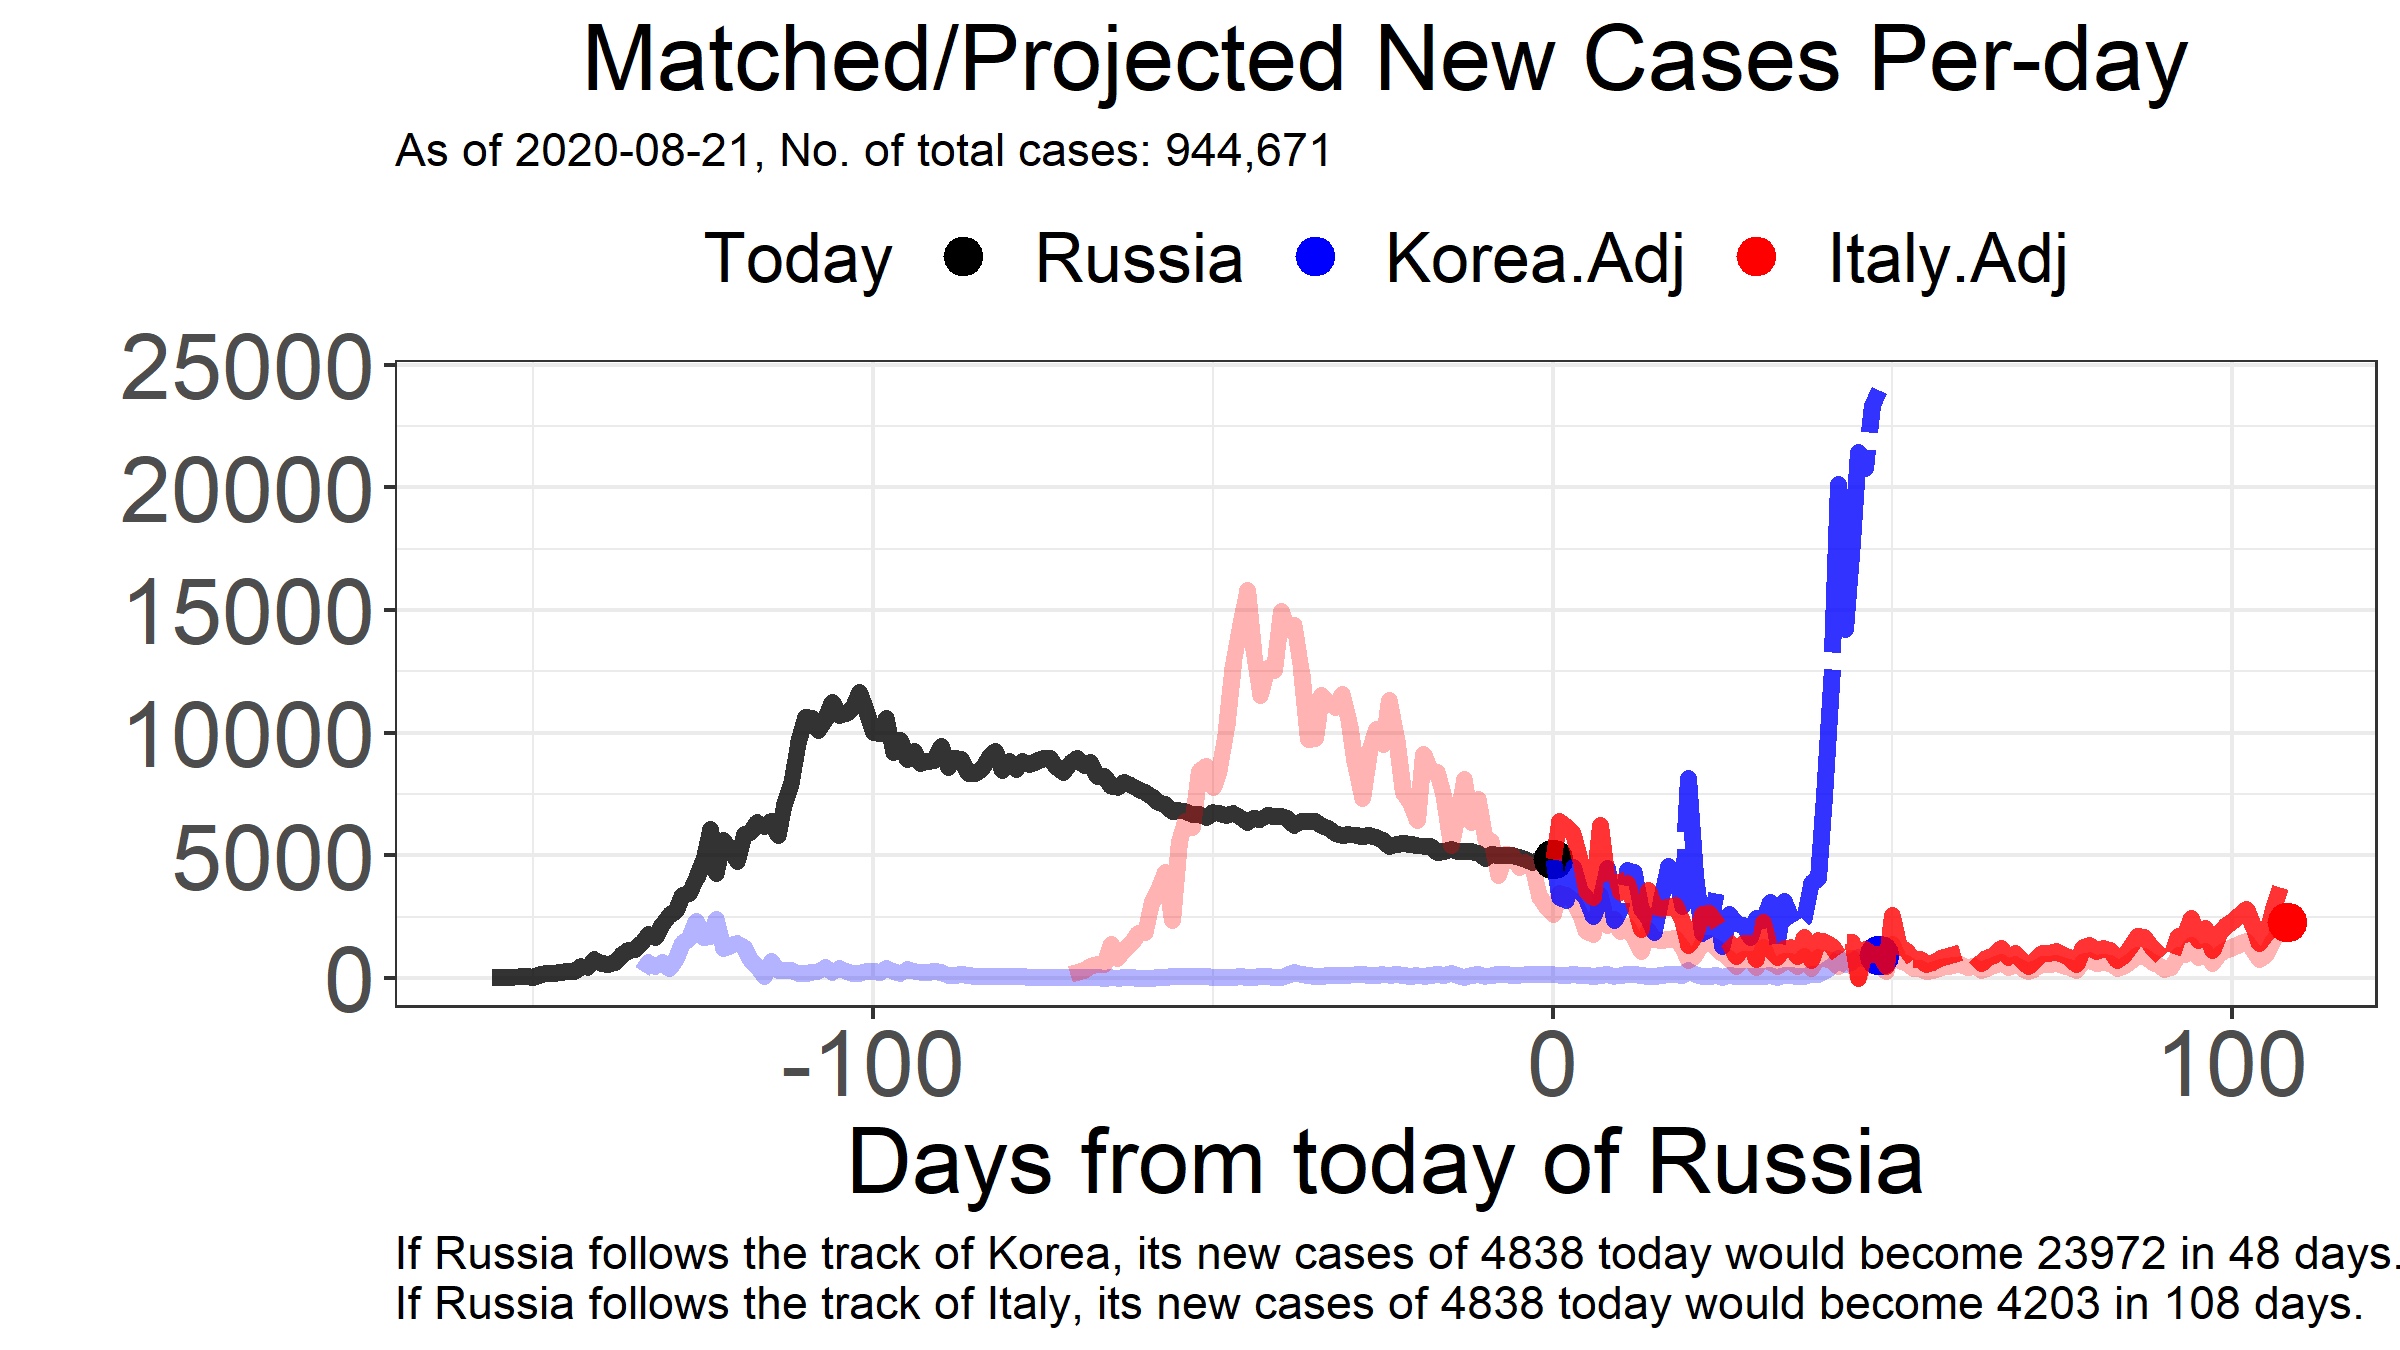 Matched/Projected New Cases Per-day
As of 2020-08-21, No. of total cases: 944,671
Today Russia Korea.Adj Italy.Adj
25000
20000
15000
10000
5000
0
-100 0 100
Days from today of Russia
If Russia follows the track of Korea, its new cases of 4838 today would become 23972 in 48 days.
If Russia follows the track of Italy, its new cases of 4838 today would become 4203 in 108 days.